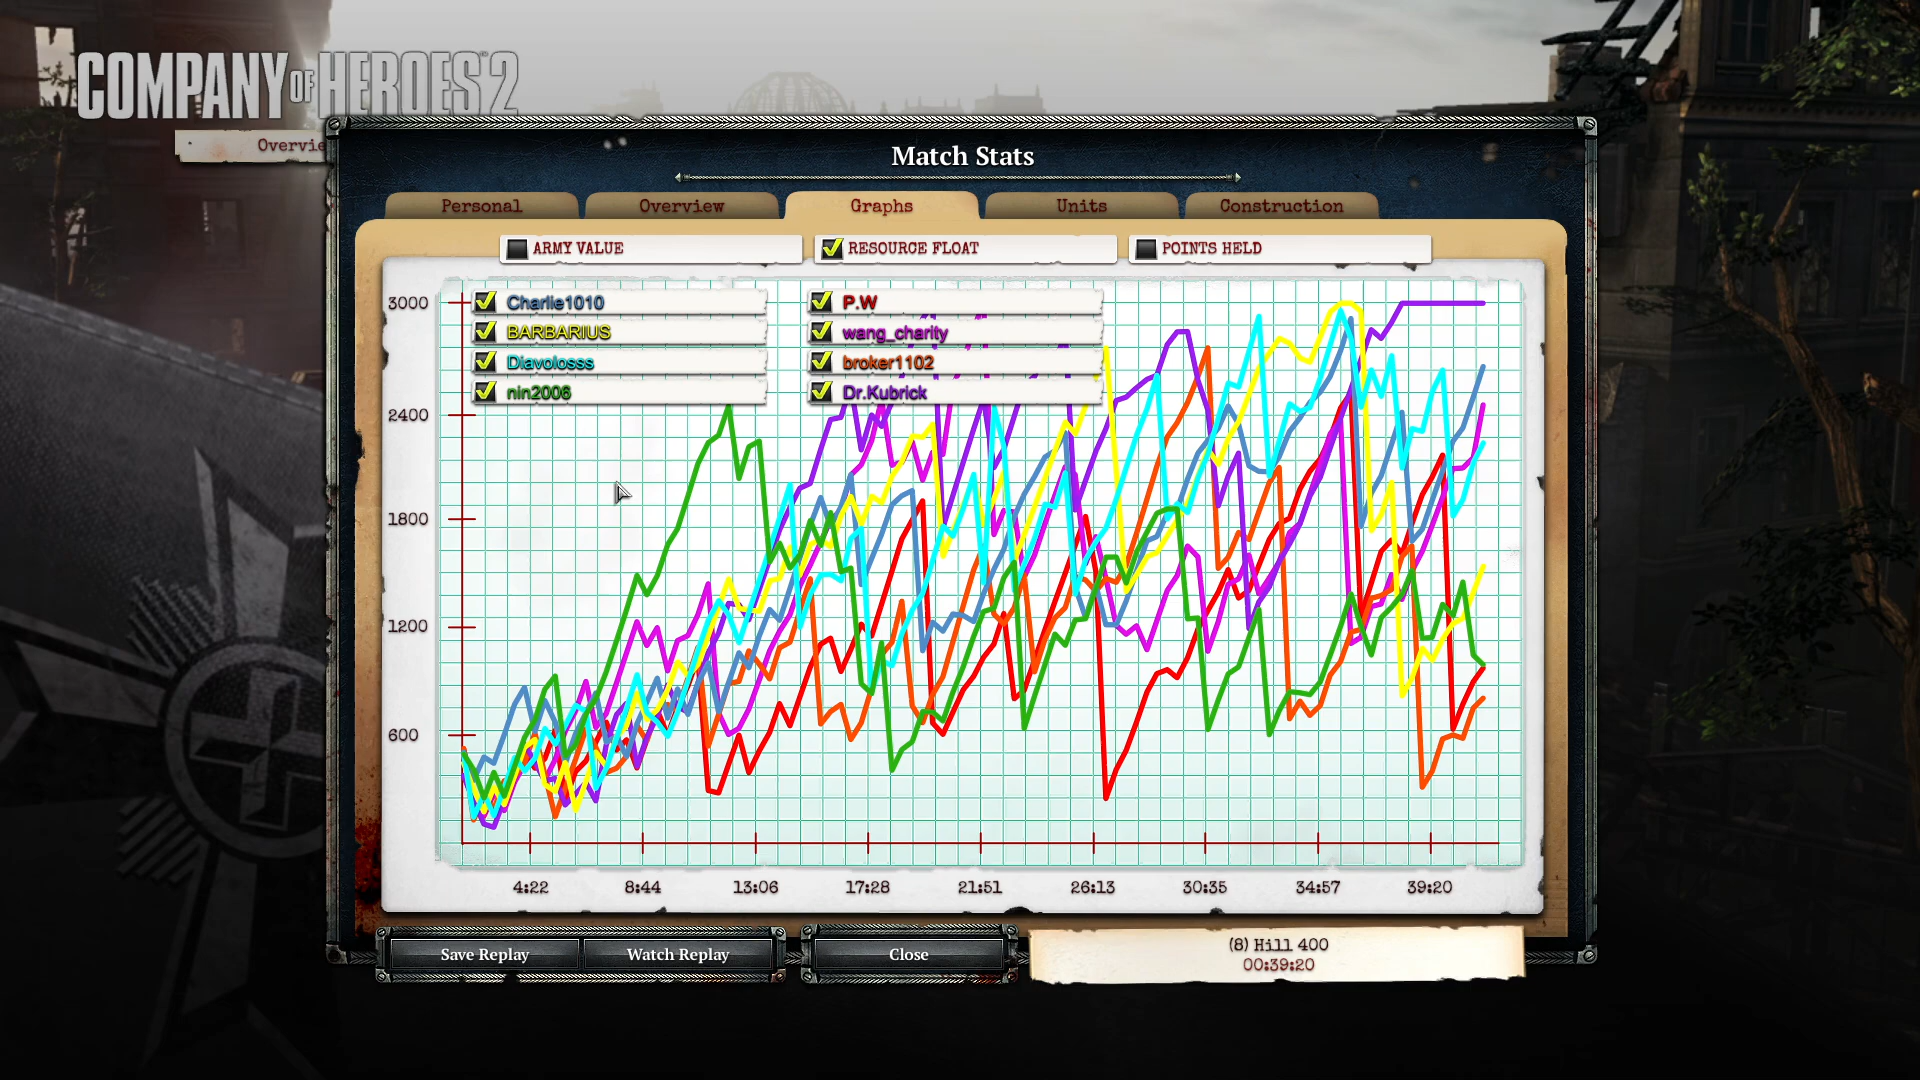 COMPANY OF HEROES 2
Overvie
Match Stats
Personal
Overview
Graphs
Units
Construction
ARMY VALUE
RESOURCE FLOAT
POINTS HELD
Charlie1010
P.W
BARBARIUS
wang_charity
Diavolosss
broker1102
nin2006
Dr.Kubrick
3000
2400
1800
1200
600
4:22
8:44
13:06
17:28
21:51
26:13
30:35
34:57
39:20
Save Replay
Watch Replay
Close
(8) Hill 400
00:39:20